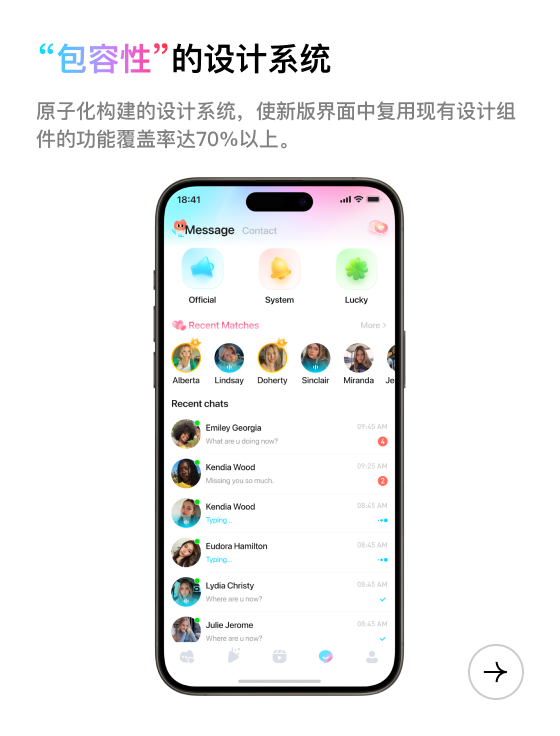 “包容性”的设计系统
原子化构建的设计系统，使新版界面中复用现有设计组
件的功能覆盖率达70%以上。
18:41
Message Contact
Official System Lucky
Recent Matches More >
Alberta Lindsay Doherty Sinclair Miranda Je
Recent chats
Emiley Georgia 09:45 AM
What are u doing now? 4
Kendia Wood 09:25 AM
Missing you so much. 2
Kendia Wood 08:45 AM
Typing...
Eudora Hamilton 08:45 AM
Typing...
Lydia Christy 08:45 AM
Where are u now?
Julie Jerome 08:45 AM
Where are u now?